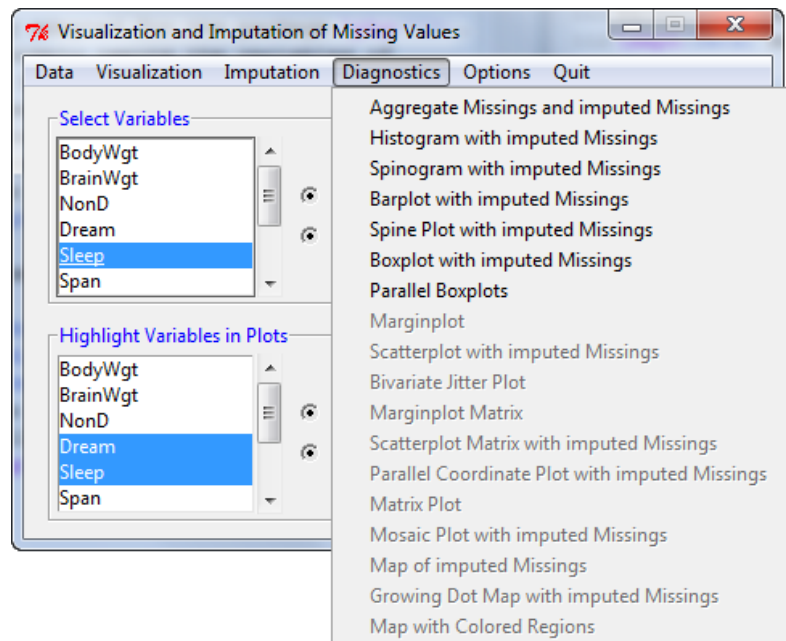 Visualization and Imputation of Missing Values
Data Visualization Imputation Diagnostics Options Quit
Select Variables
BodyWgt
BrainWgt
NonD
Dream
Sleep
Span
Highlight Variables in Plots
BodyWgt
BrainWgt
NonD
Dream
Sleep
Span
Aggregate Missings and imputed Missings
Histogram with imputed Missings
Spinogram with imputed Missings
Barplot with imputed Missings
Spine Plot with imputed Missings
Boxplot with imputed Missings
Parallel Boxplots
Marginplot
Scatterplot with imputed Missings
Bivariate Jitter Plot
Marginplot Matrix
Scatterplot Matrix with imputed Missings
Parallel Coordinate Plot with imputed Missings
Matrix Plot
Mosaic Plot with imputed Missings
Map of imputed Missings
Growing Dot Map with imputed Missings
Map with Colored Regions